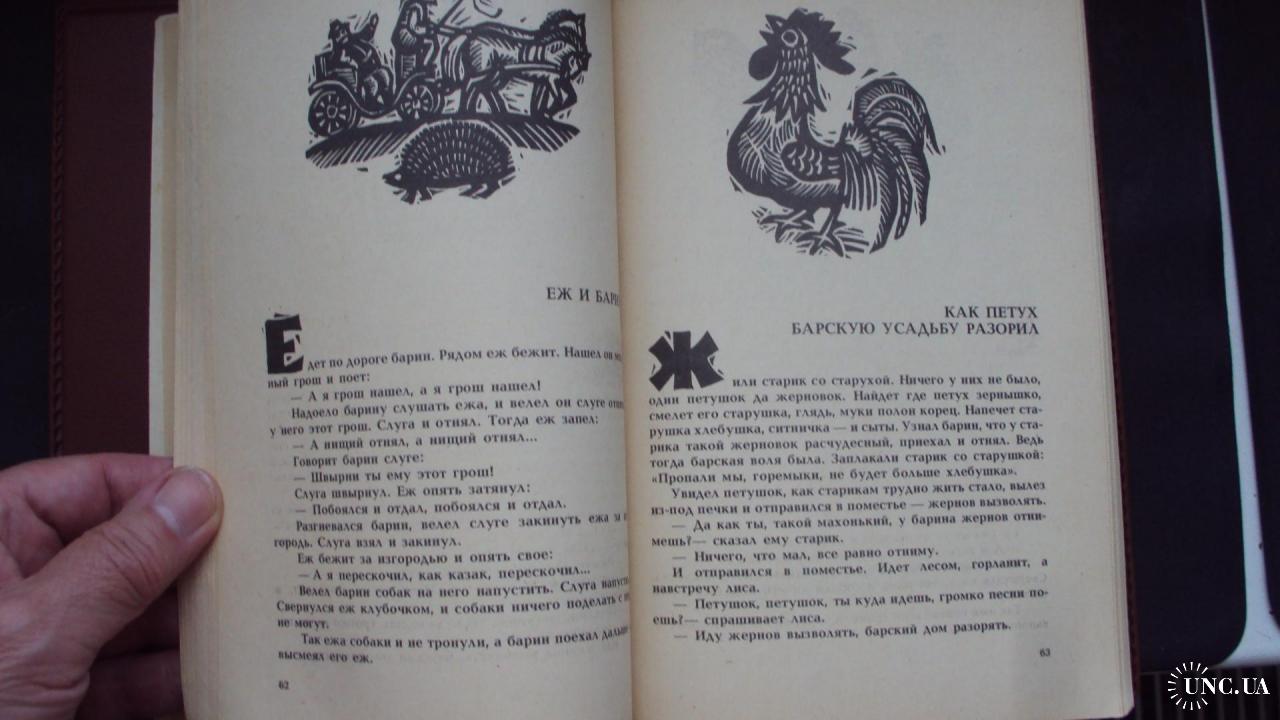 ЕЖ И
Едет по дороге барин. Рядом еж бежит. Нашел он
ный грош и поет:
— А я грош нашел, а я грош нашел!
Надоело барину слушать ежа, и велел он слуге
у него этот грош. Слуга и отнял. Тогда еж запел:
— А нищий отнял, а нищий отнял...
Говорит барин слуге:
— Швырни ты ему этот грош!
Слуга швырнул. Еж опять затянул:
— Побоялся и отдал, побоялся и отдал.
Разгневался барин, велел слуге закинуть ежа за
городь. Слуга взял и закинул.
Еж бежит за изгородью и опять свое:
— А я перескочил, как казак, перескочил...
Велел барин собак на него напустить. Слуга
Свернулся еж клубочком, и собаки ничего поделать с
не могут.
Так ежа собаки и не тронули, а барин поехал
высмеял его еж.
62
КАК ПЕТУХ
БАРСКУЮ УСАДЬБУ РАЗОРИЛ
Жили старик со старухой. Ничего у них не было,
один петушок да жерновок. Найдет где петух зернышко,
смелет его старушка, глядь, муки полон корец. Напечет ста-
рушка хлебушка, ситничка — и сыты. Узнал барин, что у ста-
рика такой жерновок расчудесный, приехал и отнял. Ведь
тогда барская воля была. Заплакали старик со старушкой:
«Пропали мы, горемыки, не будет больше хлебушка».
Увидел петушок, как старикам трудно жить стало, вылез
из-под печки и отправился в поместье — жернов вызволять.
— Да как ты, такой махонький, у барина жернов отни-
мешь?— сказал ему старик.
— Ничего, что мал, все равно отниму.
И отправился в поместье. Идет лесом, горланит, а
навстречу лиса.
— Петушок, петушок, ты куда идешь, громко песни по-
ешь?— спрашивает лиса.
— Иду жернов вызволять, барский дом разорять.
63
UNC.UA